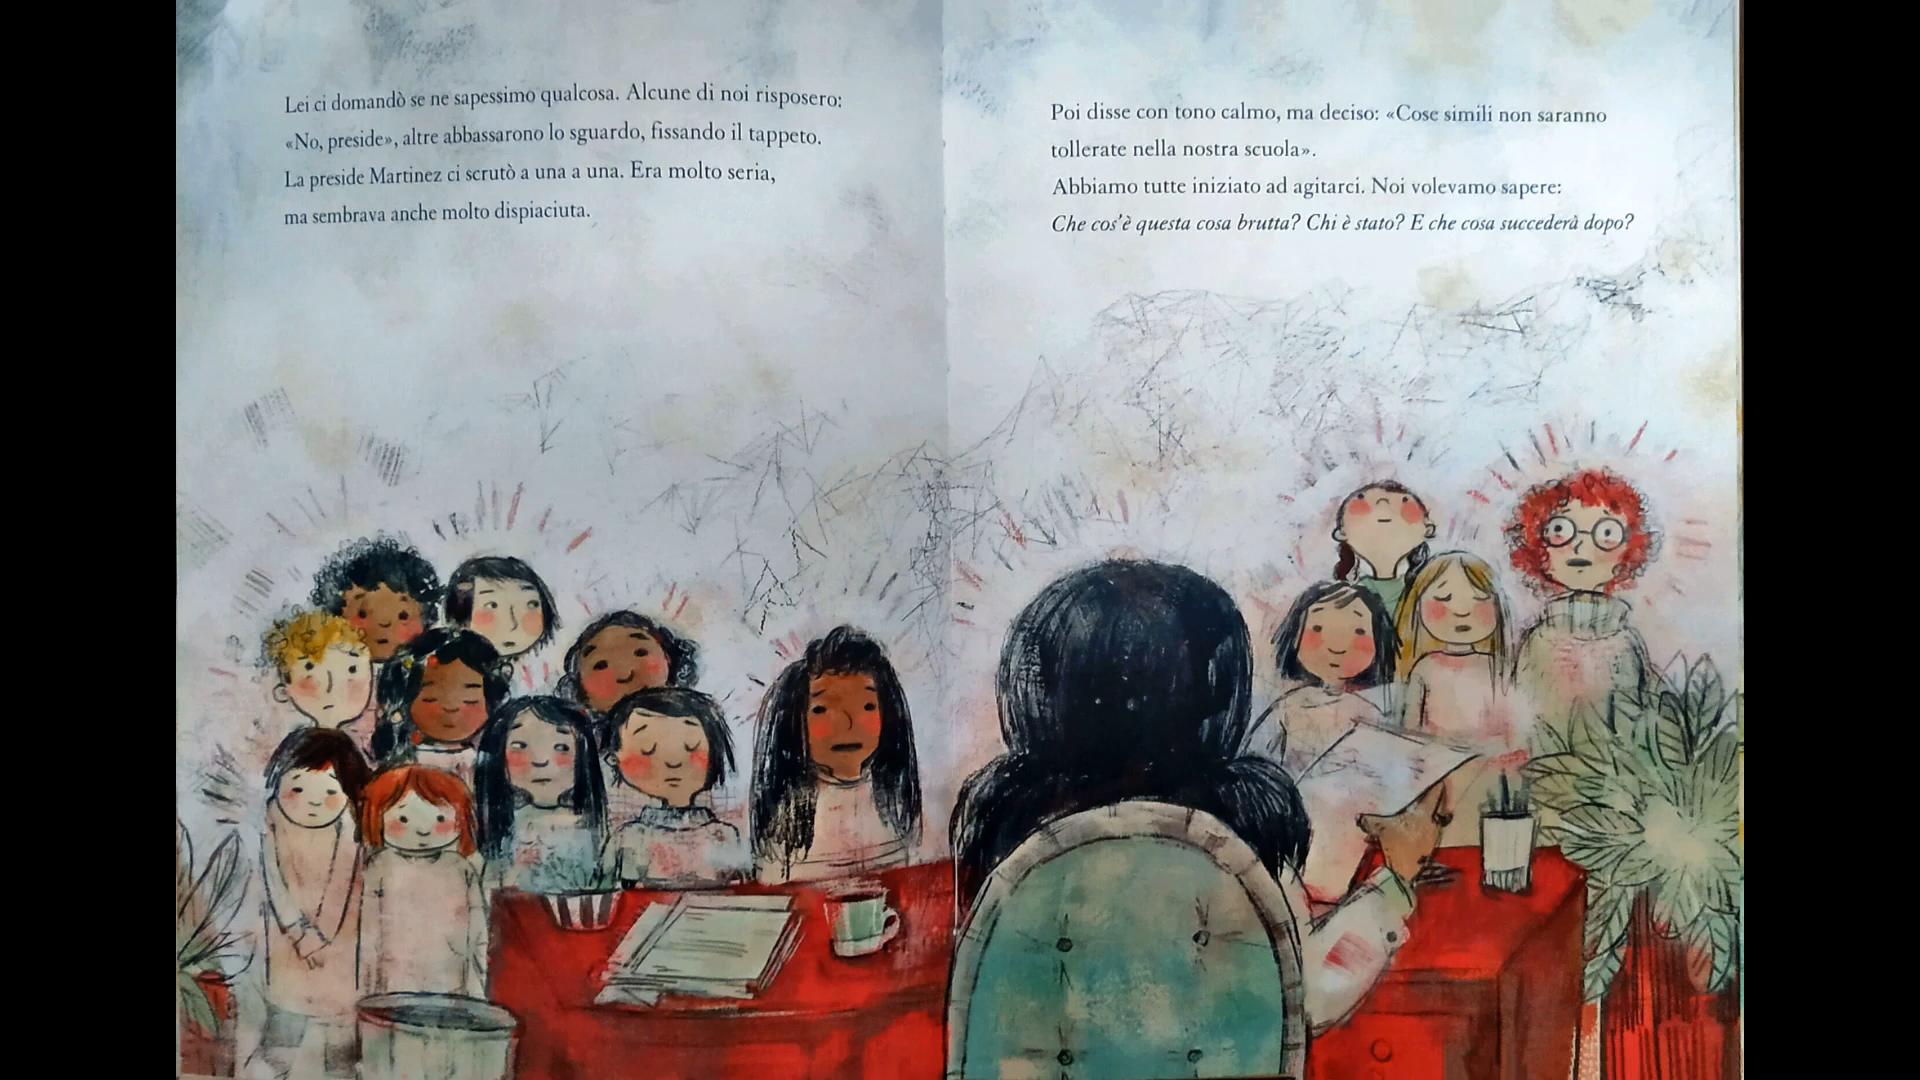 Lei ci domandò se ne sapessimo qualcosa. Alcune di noi risposero:
«No, preside», altre abbassarono lo sguardo, fissando il tappeto.
La preside Martinez ci scrutò a una a una. Era molto seria,
ma sembrava anche molto dispiaciuta.
Poi disse con tono calmo, ma deciso: «Cose simili non saranno
tollerate nella nostra scuola».
Abbiamo tutte iniziato ad agitarci. Noi volevamo sapere:
Che cos'è questa cosa brutta? Chi è stato? E che cosa succederà dopo?